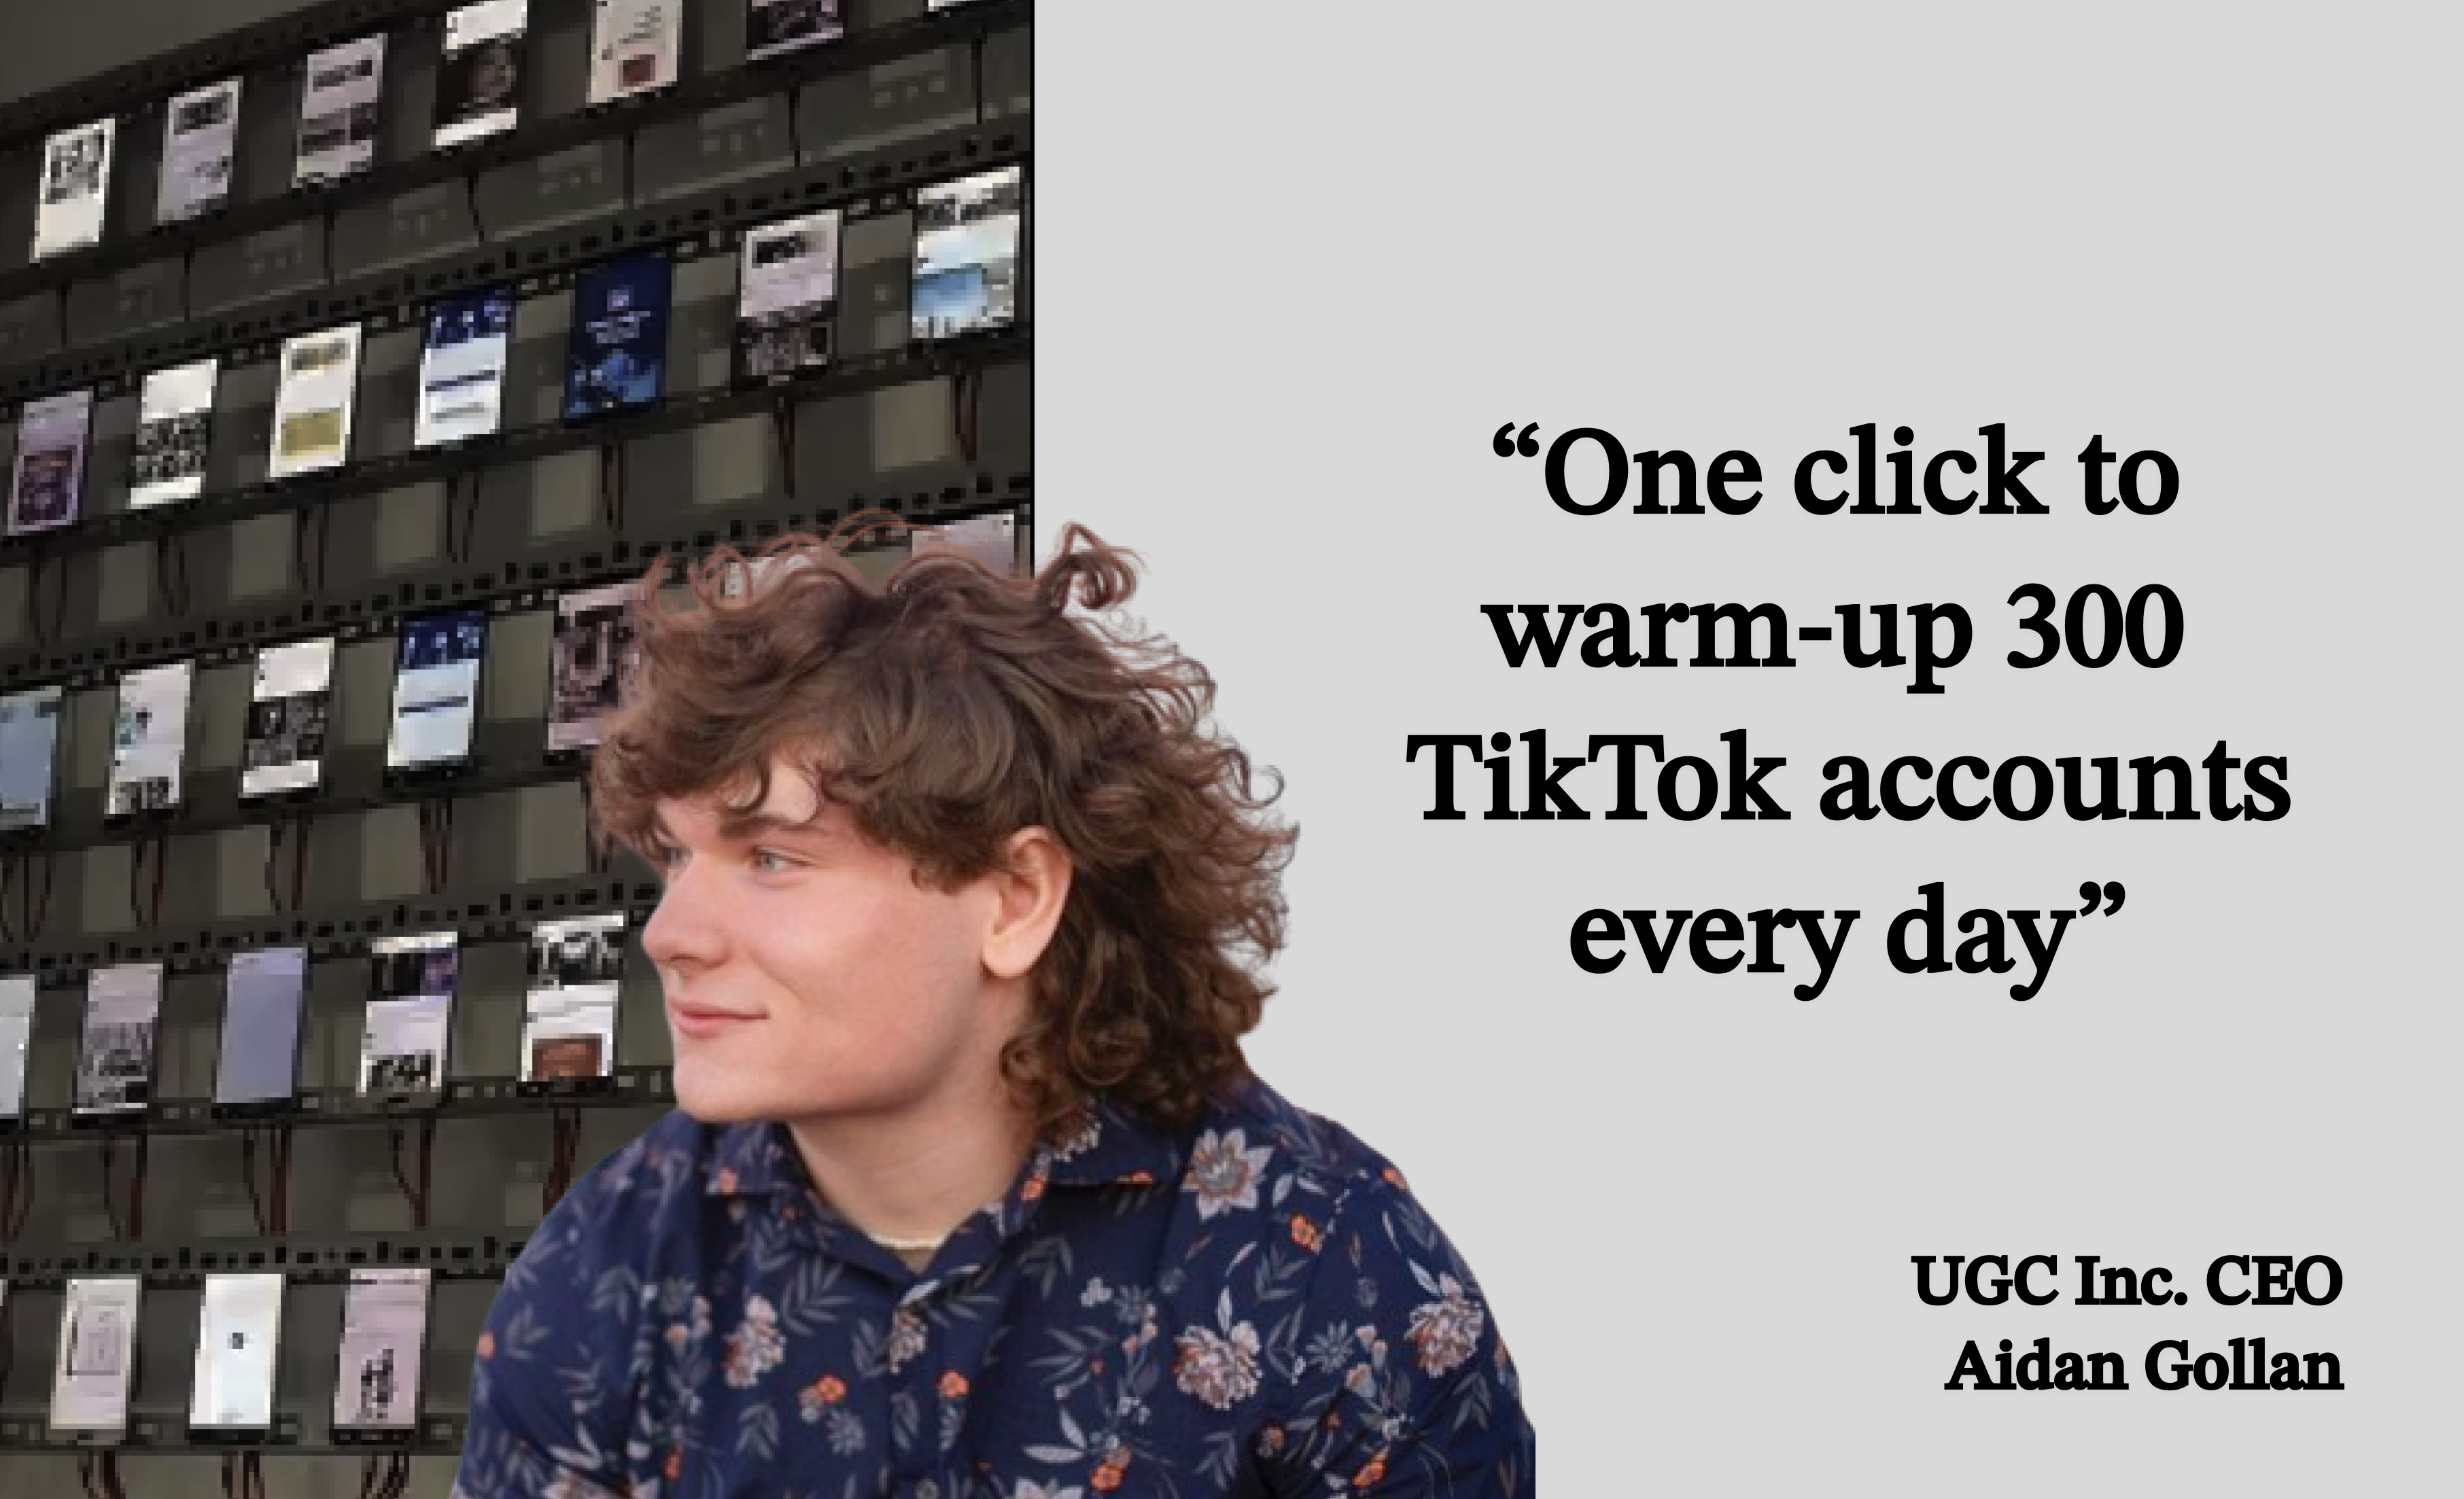 “One click to
warm-up 300
TikTok accounts
every day”
UGC Inc. CEO
Aidan Gollan